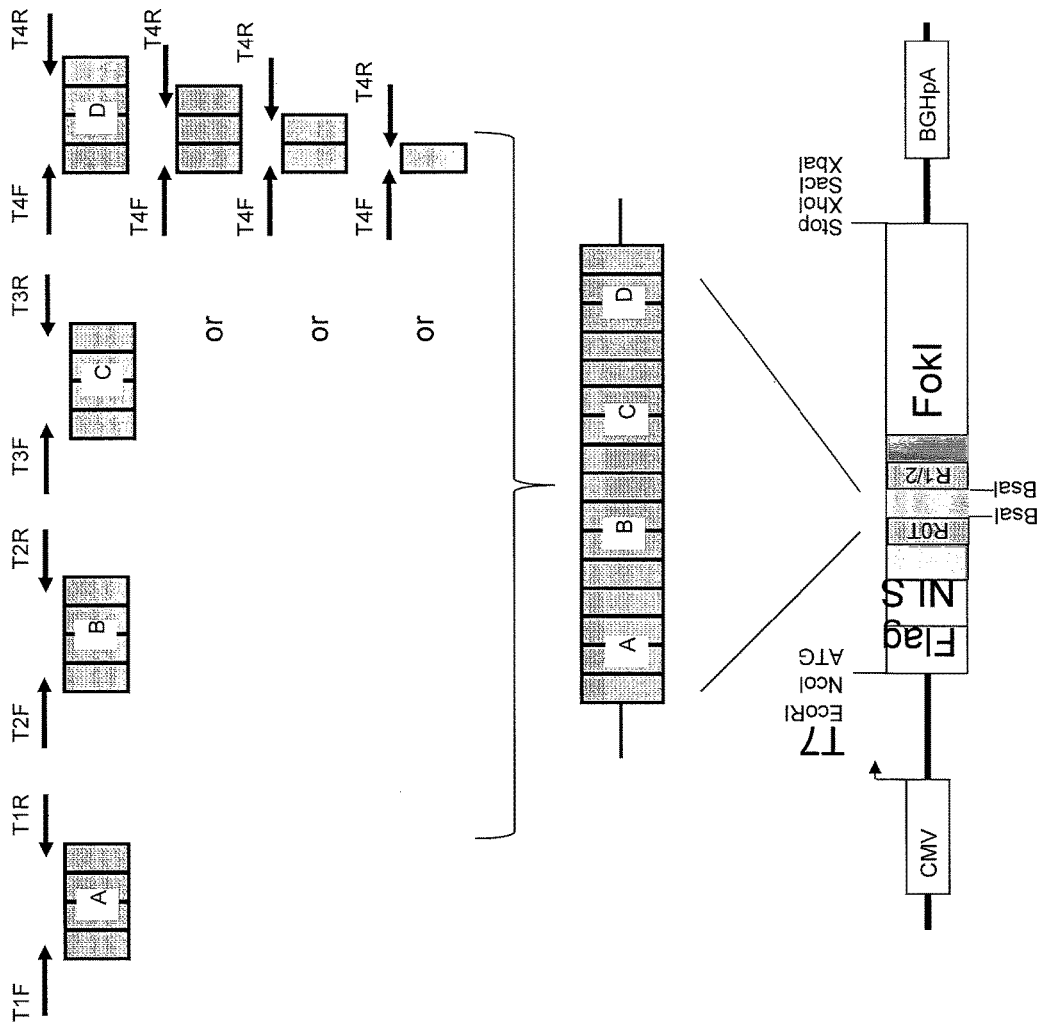 T1F T1R T2F T2R T3F T3R T4F T4R
A B C D
or T4F T4R
or T4F T4R
or T4F T4R
A B C D
T7
EcoRI NcoI ATG
Stop XhoI SacI XbaI
CMV Flag NLS R0T R1/2 FokI BGHpA
BsaI BsaI